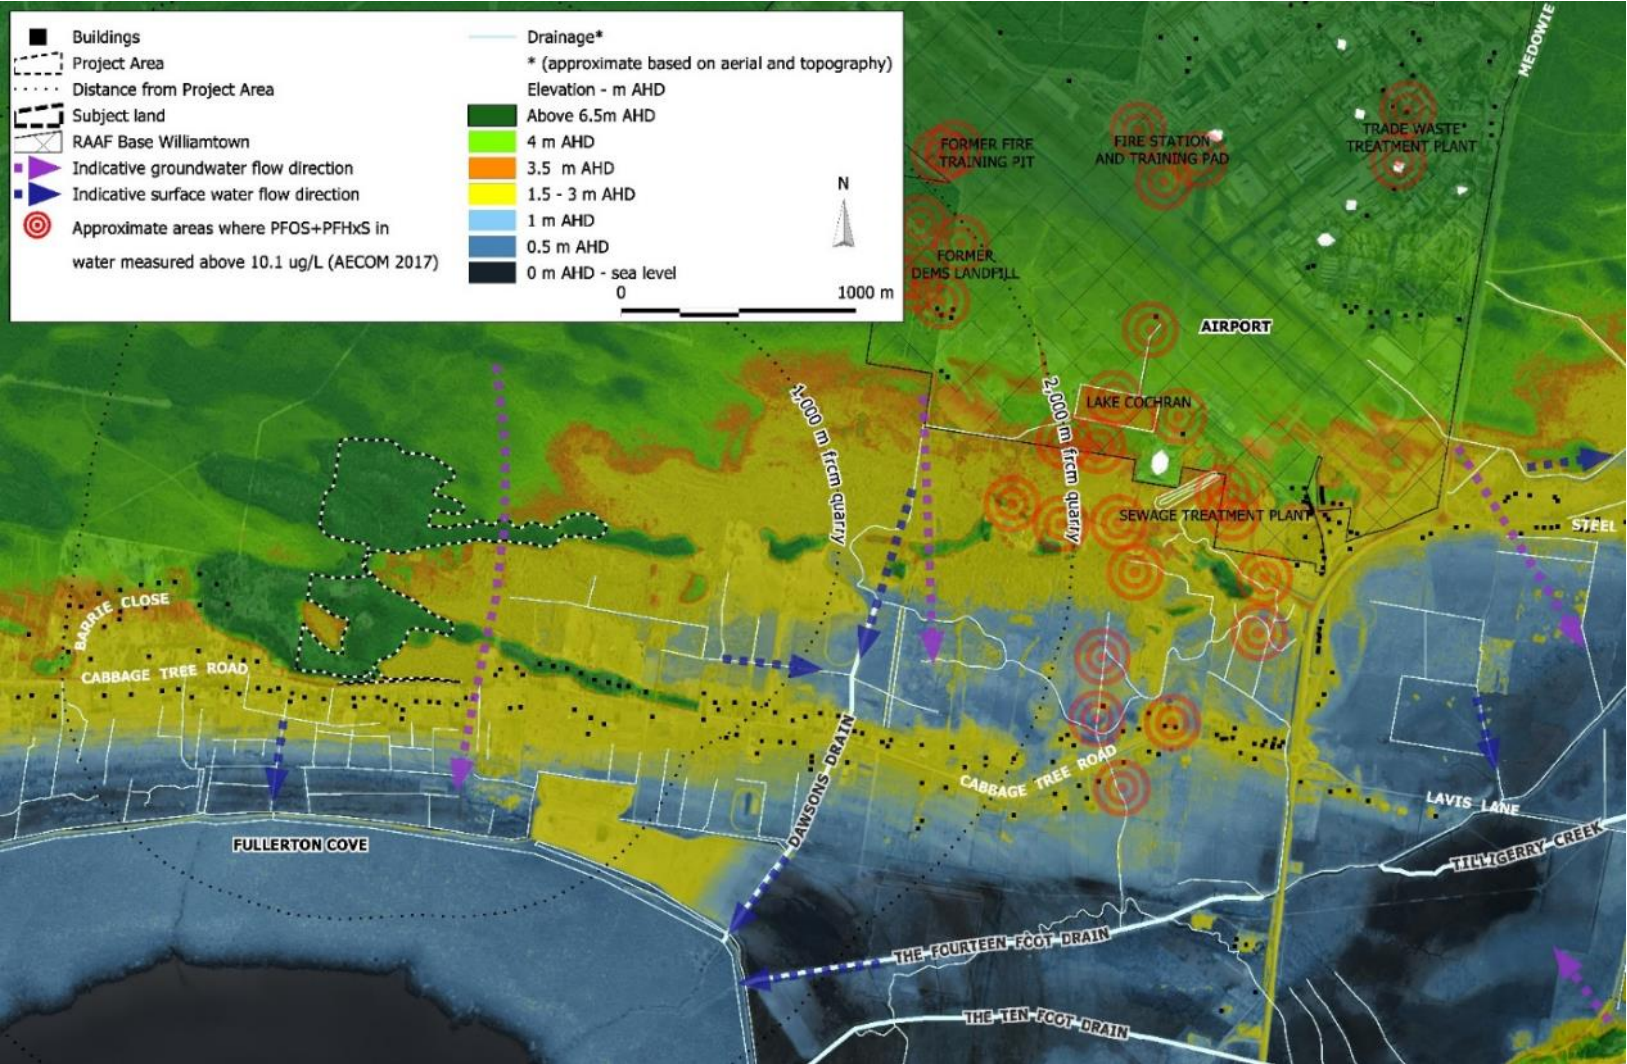 Buildings
Project Area
Distance from Project Area
Subject land
RAAF Base Williamtown
Indicative groundwater flow direction
Indicative surface water flow direction
Approximate areas where PFOS+PFHxS in
water measured above 10.1 ug/L (AECOM 2017)
Drainage*
* (approximate based on aerial and topography)
Elevation - m AHD
Above 6.5m AHD
4 m AHD
3.5 m AHD
1.5 - 3 m AHD
1 m AHD
0.5 m AHD
0 m AHD - sea level
N
0
1000 m
MEDOWIE
FORMER FIRE
TRAINING PIT
FIRE STATION
AND TRAINING PAD
TRADE WASTE
TREATMENT PLANT
FORMER
DEMS LANDFILL
AIRPORT
LAKE COCHRAN
1,000 m frcm quarry
2,000 m frcm quarry
SEWAGE TREATMENT PLANT
STEEL
BARRIE CLOSE
CABBAGE TREE ROAD
DAWSONS DRAIN
CABBAGE TREE ROAD
LAVIS LANE
TILLIGERRY CREEK
FULLERTON COVE
THE FOURTEEN FCOT DRAIN
THE TEN FCOT DRAIN